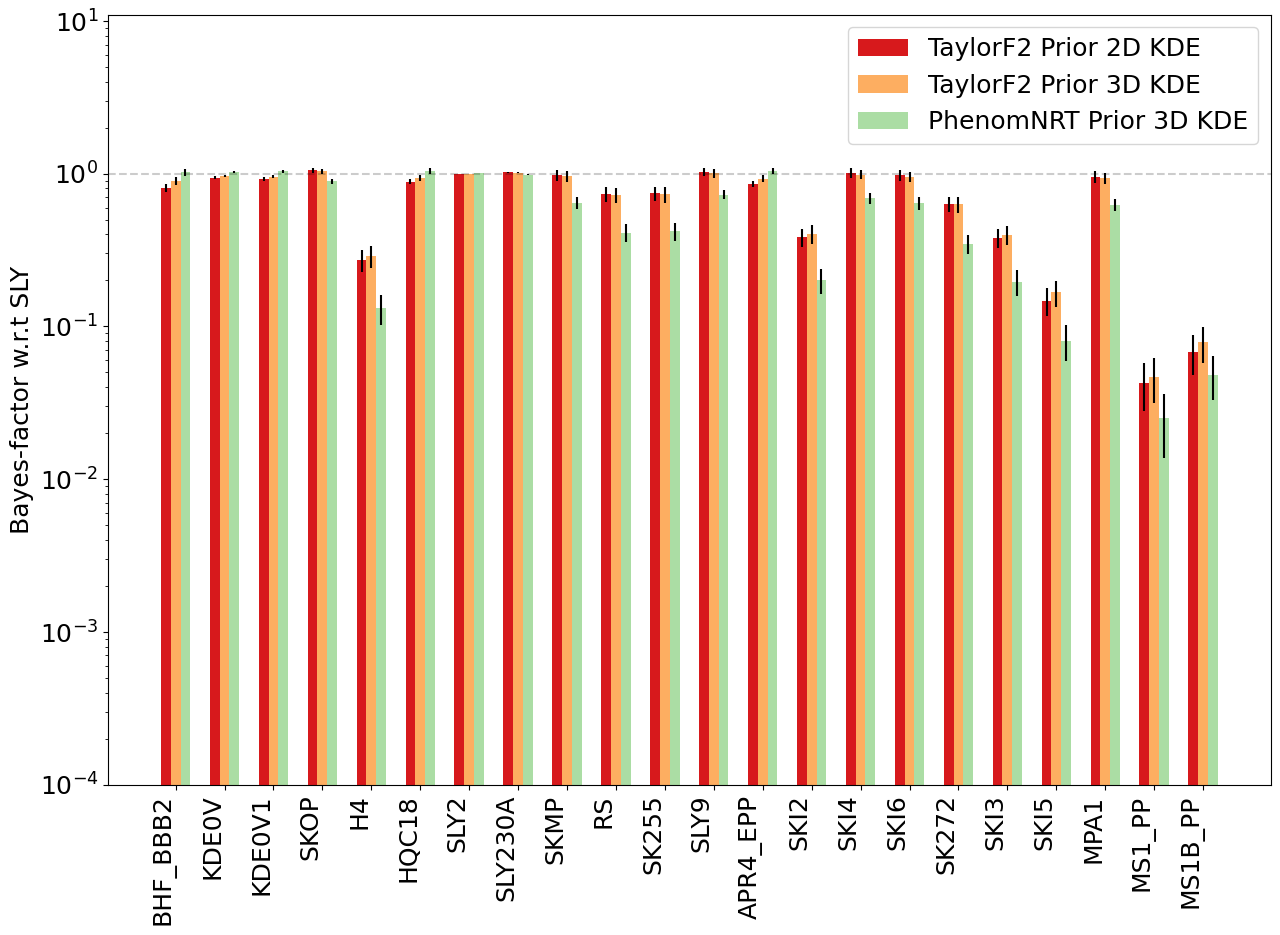 Bayes-factor w.r.t SLY
10^1
10^0
10^-1
10^-2
10^-3
10^-4
TaylorF2 Prior 2D KDE
TaylorF2 Prior 3D KDE
PhenomNRT Prior 3D KDE
BHF_BBB2
KDE0V
KDE0V1
SKOP
H4
HQC18
SLY2
SLY230A
SKMP
RS
SK255
SLY9
APR4_EPP
SKI2
SKI4
SKI6
SK272
SKI3
SKI5
MPA1
MS1_PP
MS1B_PP